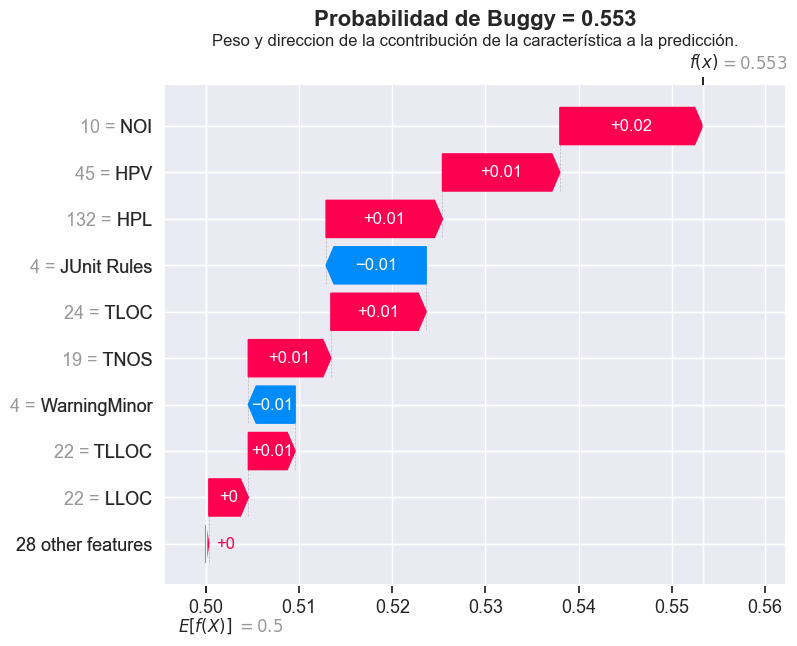 Probabilidad de Buggy = 0.553
Peso y direccion de la ccontribución de la característica a la predicción.
f(x) = 0.553
10 = NOI
+0.02
45 = HPV
+0.01
132 = HPL
+0.01
4 = JUnit Rules
−0.01
24 = TLOC
+0.01
19 = TNOS
+0.01
4 = WarningMinor
−0.01
22 = TLLOC
+0.01
22 = LLOC
+0
28 other features
+0
0.50 0.51 0.52 0.53 0.54 0.55 0.56
E[f(X)] = 0.5